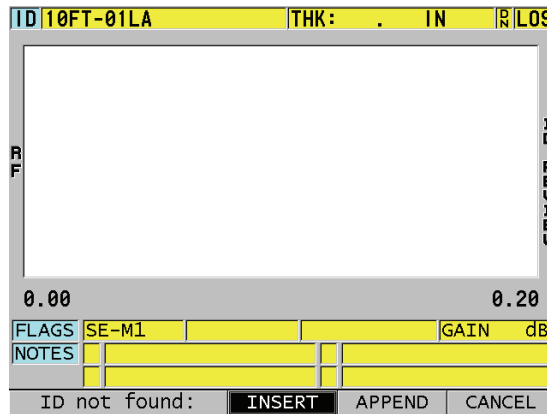 ID 10FT-01LA THK: . IN DN LOS
RF
0.00 0.20
FLAGS SE-M1 GAIN dB
NOTES
ID not found: INSERT APPEND CANCEL